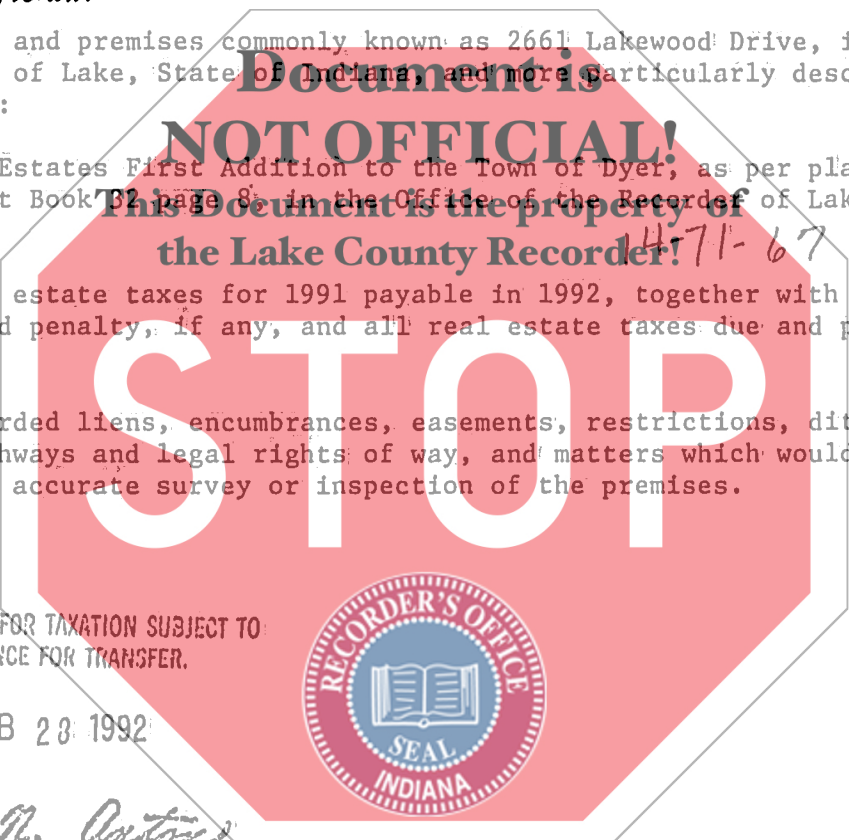 and premises commonly known as 2661 Lakewood Drive, i
of Lake, State of Indiana, and more particularly desc
:
Document is
NOT OFFICIAL!
Estates First Addition to the Town of Dyer, as per pla
t Book 32 page 8, in the Office of the Recorder of Lak
This Document is the property of
the Lake County Recorder!
14-71-67
estate taxes for 1991 payable in 1992, together with
d penalty, if any, and all real estate taxes due and p
STOP
rded liens, encumbrances, easements, restrictions, dit
hways and legal rights of way, and matters which would
accurate survey or inspection of the premises.
FOR TAXATION SUBJECT TO
NCE FOR TRANSFER.
B 28 1992
RECORDER'S OFFICE
SEAL
INDIANA